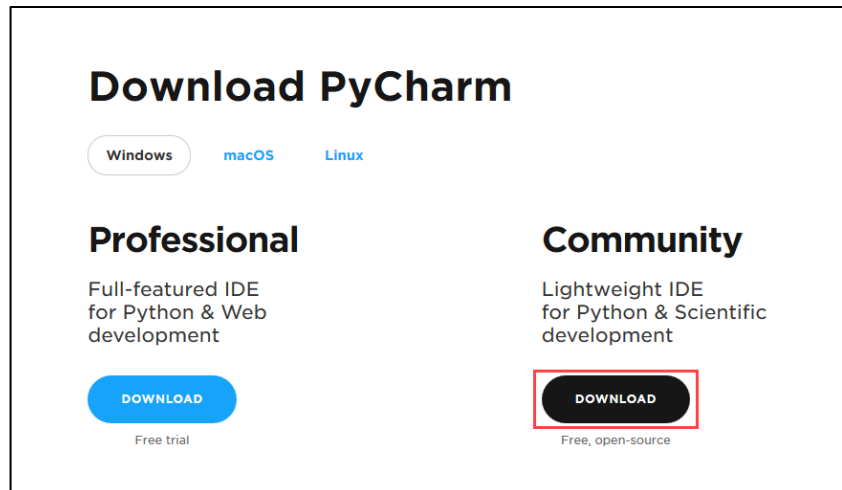 Download PyCharm
Windows macOS Linux
Professional
Full-featured IDE
for Python & Web
development
DOWNLOAD
Free trial
Community
Lightweight IDE
for Python & Scientific
development
DOWNLOAD
Free, open-source